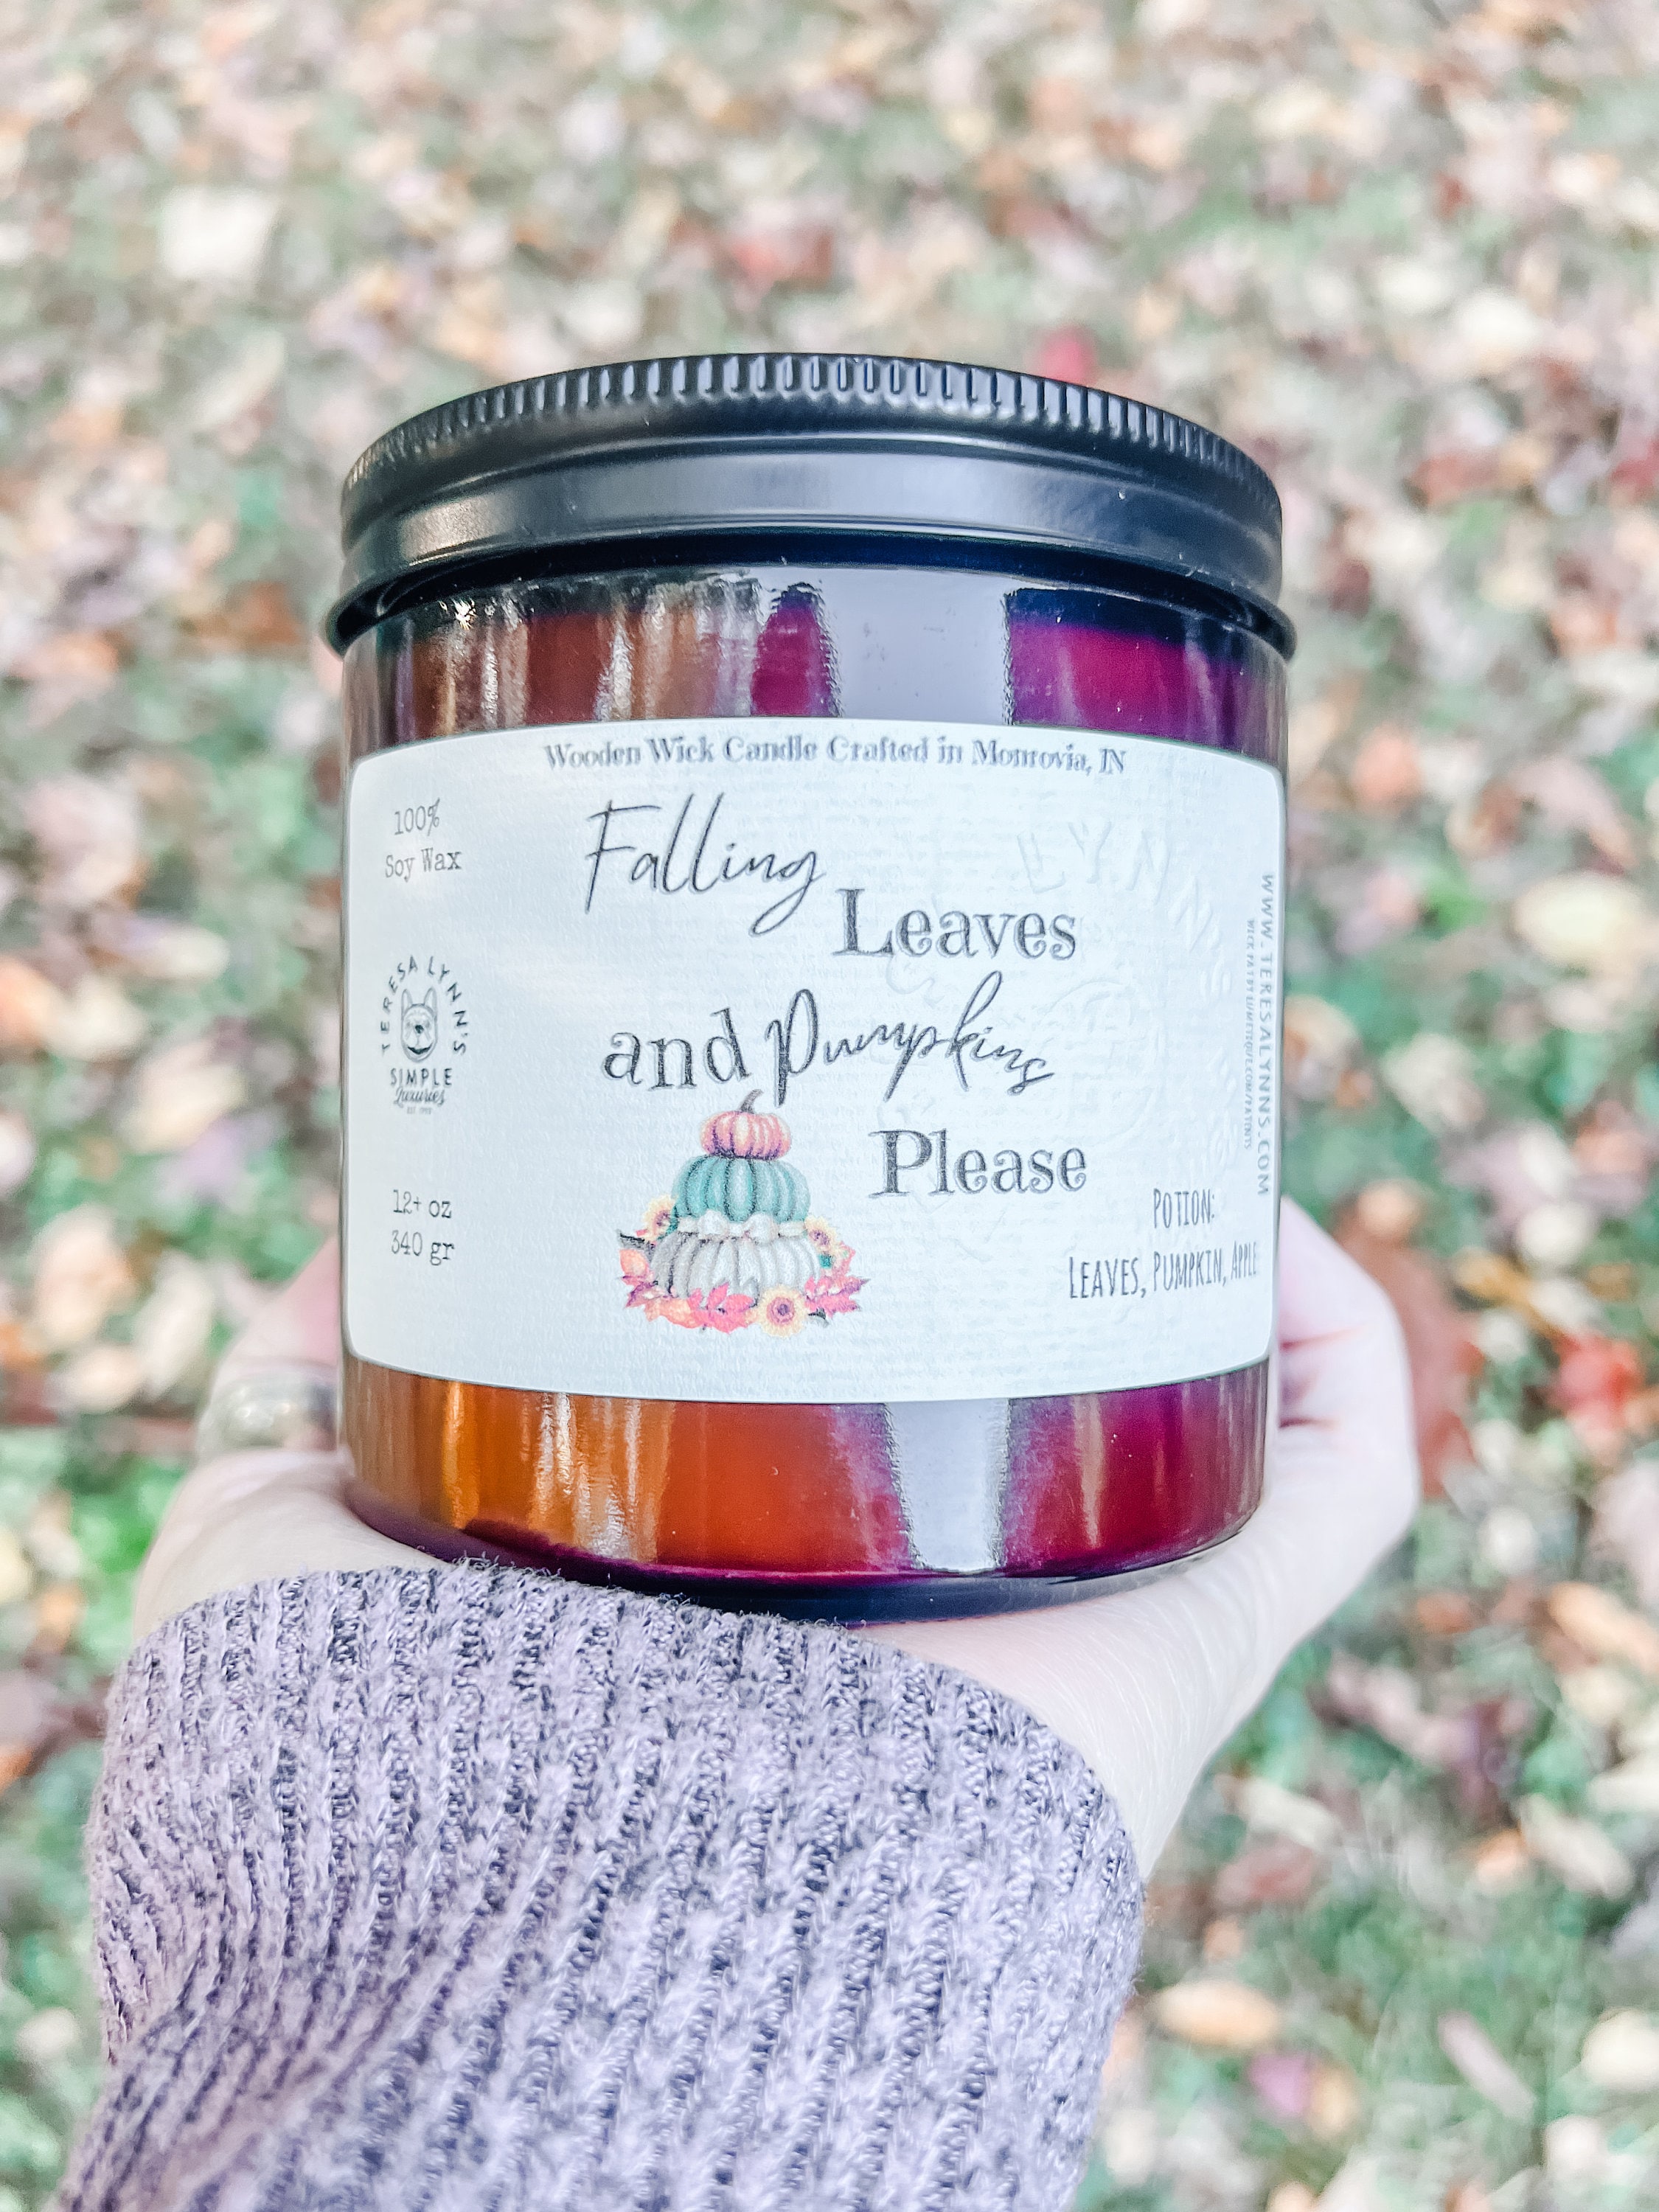 Wooden Wick Candle Crafted in Monrovia, IN
100%
Soy Wax
Falling
Leaves
and Pumpkins
Please
TERESA LYNN'S
SIMPLE
Luxuries
12+ oz
340 gr
Potion:
Leaves, Pumpkin, Apple
WWW.TERESALYNNS.COM
LYNN'S